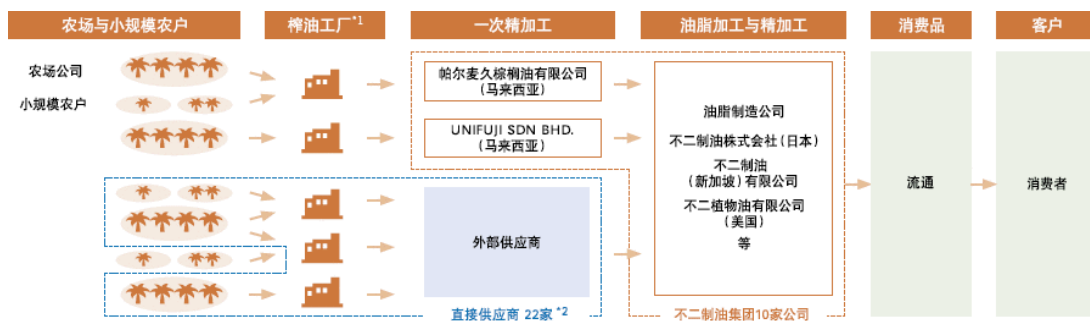 农场与小规模农户
榨油工厂*1
一次精加工
油脂加工与精加工
消费品
客户
农场公司
小规模农户
帕尔麦久棕榈油有限公司
(马来西亚)
UNIFUJI SDN BHD.
(马来西亚)
外部供应商
直接供应商 22家 *2
油脂制造公司
不二制油株式会社(日本)
不二制油
(新加坡)有限公司
不二植物油有限公司
(美国)
等
不二制油集团10家公司
流通
消费者